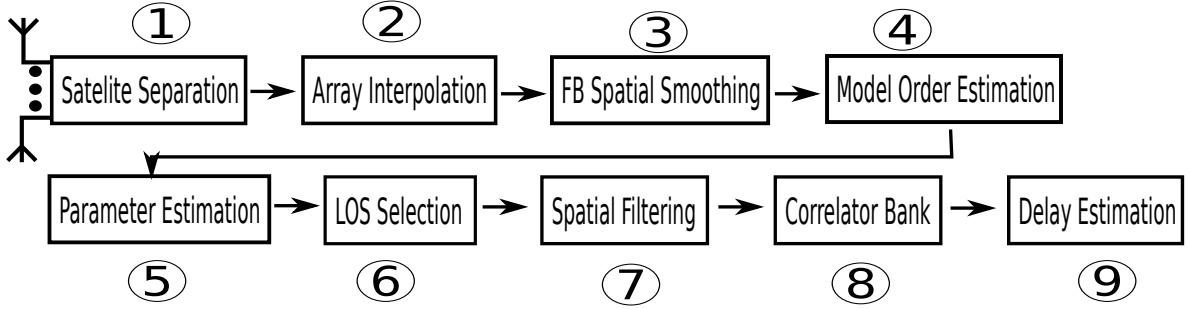 ① ② ③ ④
Satelite Separation Array Interpolation FB Spatial Smoothing Model Order Estimation
Parameter Estimation LOS Selection Spatial Filtering Correlator Bank Delay Estimation
⑤ ⑥ ⑦ ⑧ ⑨